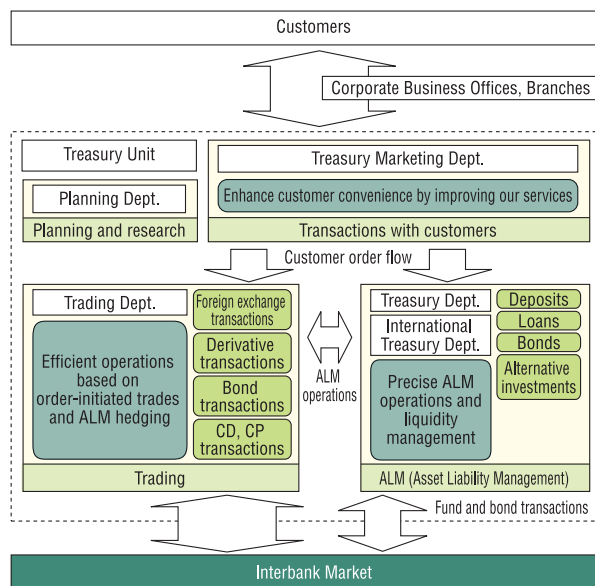 Customers
Corporate Business Offices, Branches
Treasury Unit
Planning Dept.
Planning and research
Treasury Marketing Dept.
Enhance customer convenience by improving our services
Transactions with customers
Customer order flow
Trading Dept.
Efficient operations
based on
order-initiated trades
and ALM hedging
Foreign exchange
transactions
Derivative
transactions
Bond
transactions
CD, CP
transactions
Trading
ALM
operations
Treasury Dept.
International
Treasury Dept.
Precise ALM
operations and
liquidity
management
Deposits
Loans
Bonds
Alternative
investments
ALM (Asset Liability Management)
Fund and bond transactions
Interbank Market